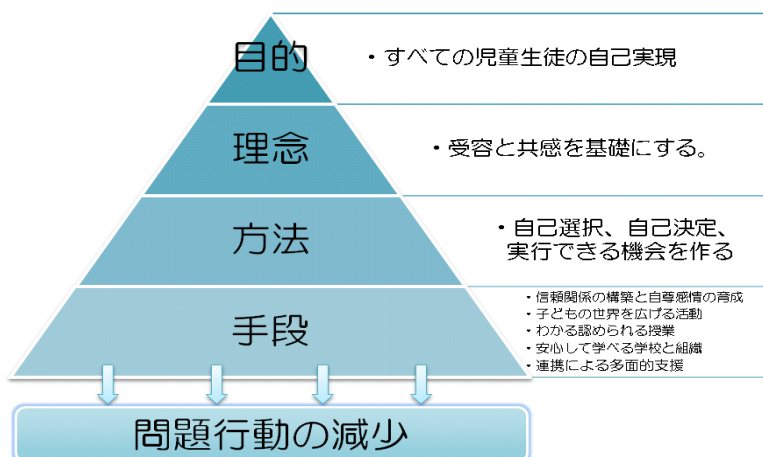 目的
・すべての児童生徒の自己実現
理念
・受容と共感を基礎にする。
方法
・自己選択、自己決定、
実行できる機会を作る
手段
・信頼関係の構築と自尊感情の育成
・子どもの世界を広げる活動
・わかる認められる授業
・安心して学べる学校と組織
・連携による多面的支援
問題行動の減少